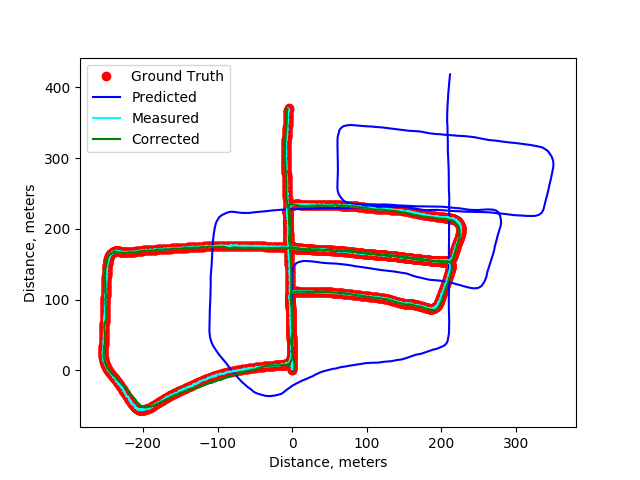 Ground Truth
Predicted
Measured
Corrected
400
300
200
100
0
Distance, meters
−200
−100
0
100
200
300
Distance, meters